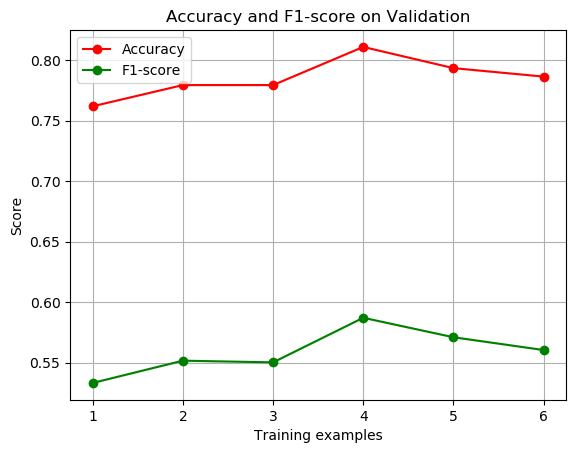 Accuracy and F1-score on Validation
Accuracy
F1-score
0.80
0.75
0.70
0.65
0.60
0.55
Score
1 2 3 4 5 6
Training examples